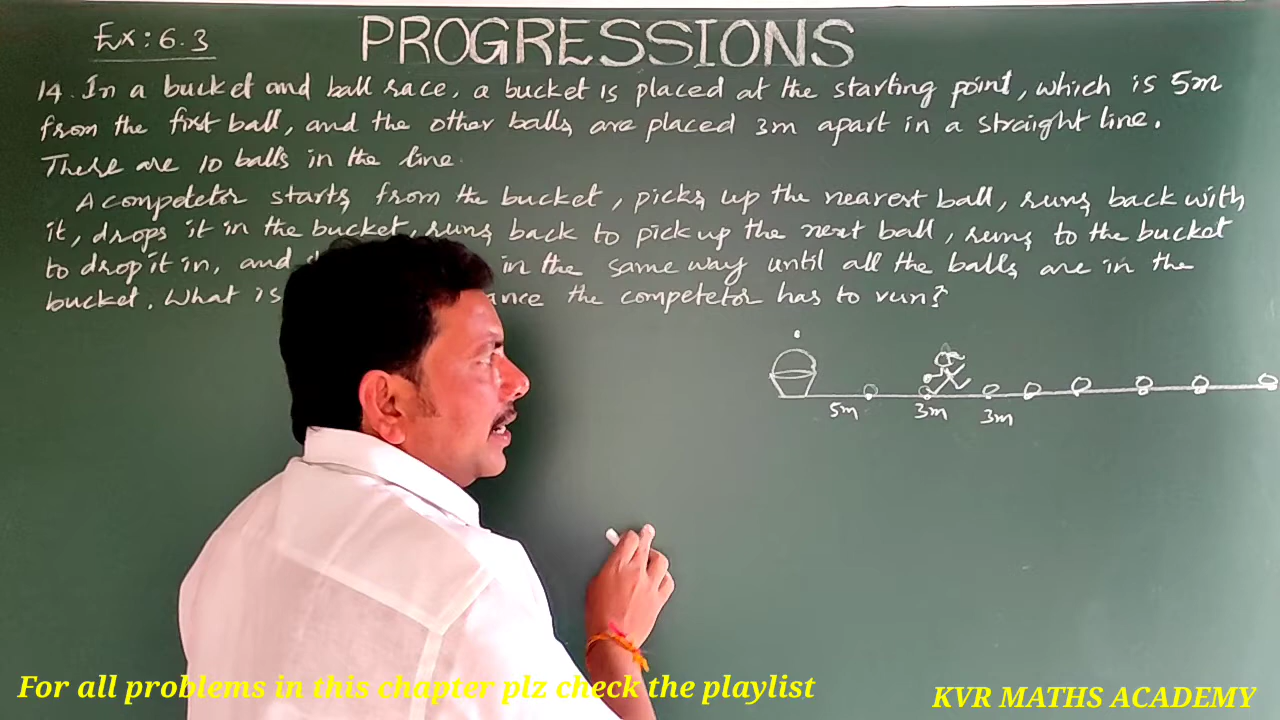 Ex: 6.3
PROGRESSIONS
14. In a bucket and ball race, a bucket is placed at the starting point, which is 5m
from the first ball, and the other balls are placed 3m apart in a straight line.
There are 10 balls in the line.
A competetor starts from the bucket, picks up the nearest ball, runs back with
it, drops it in the bucket, runs back to pick up the next ball, runs to the bucket
to drop it in, and in the same way until all the balls are in the
bucket. What is ance the competetor has to run?
5m 3m 3m
For all problems in this chapter plz check the playlist
KVR MATHS ACADEMY